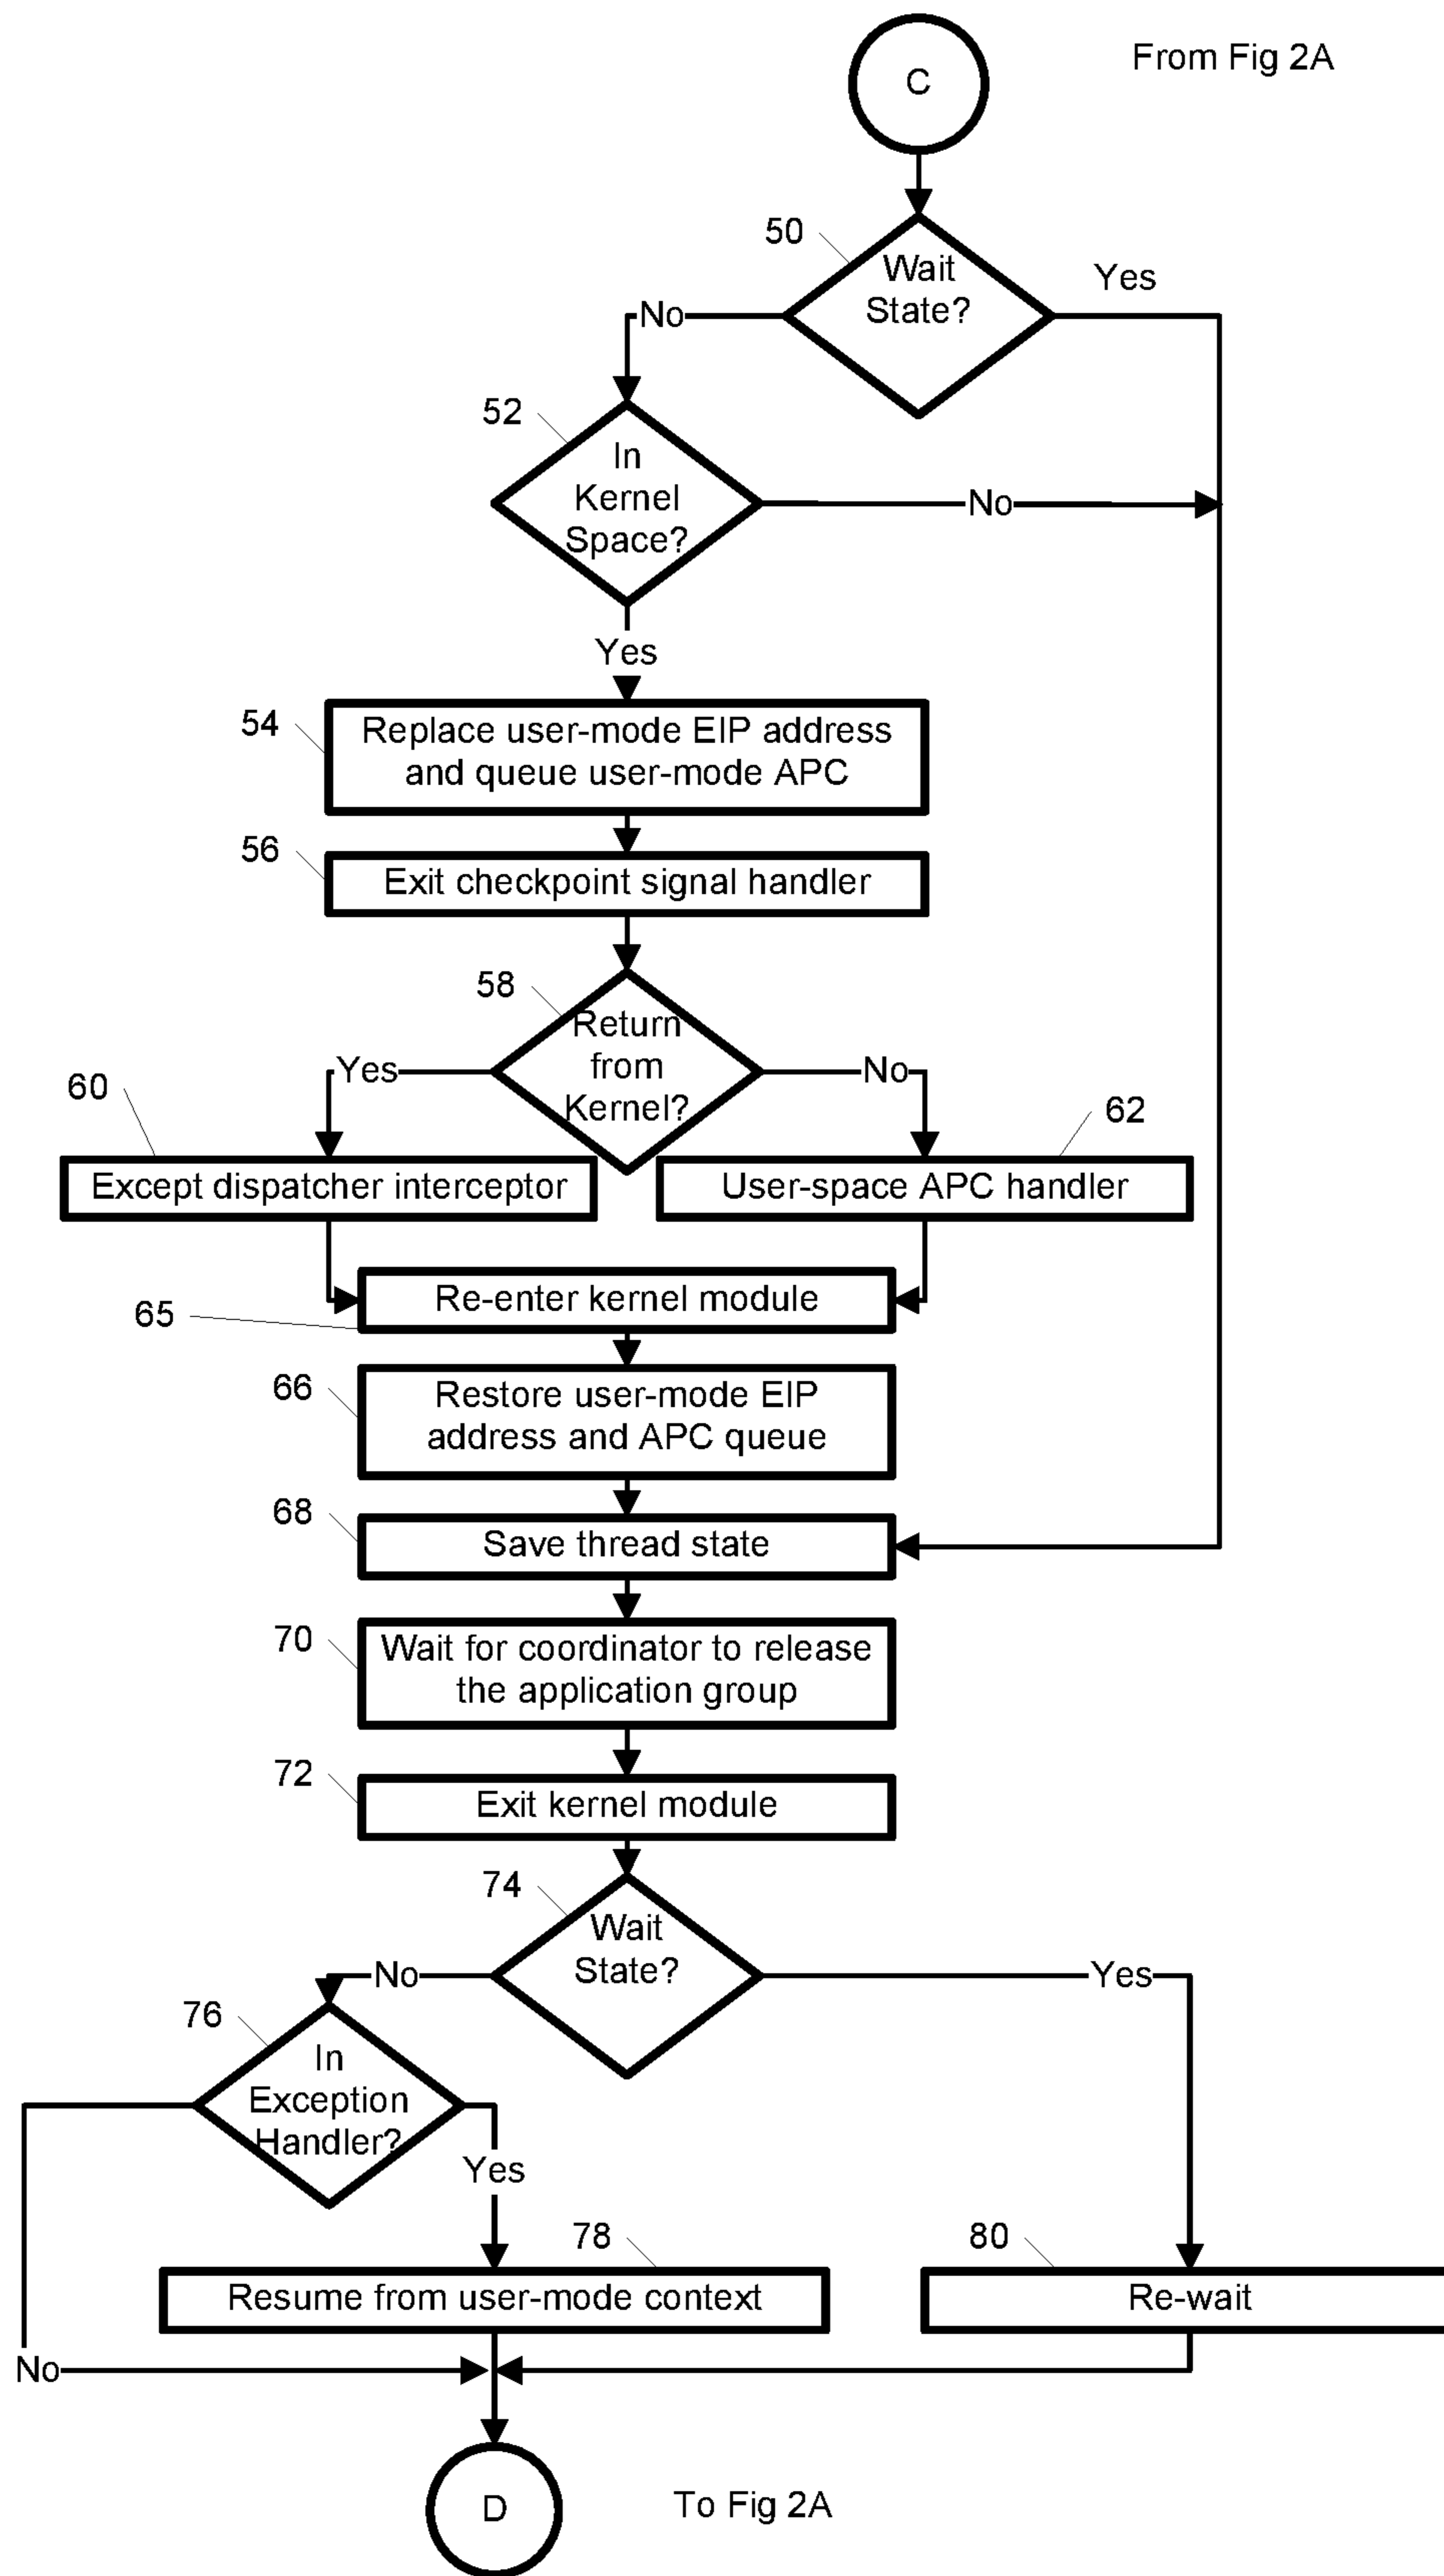 C
From Fig 2A
50
Wait
State?
Yes
No
52
In
Kernel
Space?
No
Yes
54
Replace user-mode EIP address
and queue user-mode APC
56
Exit checkpoint signal handler
58
Return
from
Kernel?
Yes
No
60
62
Except dispatcher interceptor
User-space APC handler
65
Re-enter kernel module
66
Restore user-mode EIP
address and APC queue
68
Save thread state
70
Wait for coordinator to release
the application group
72
Exit kernel module
74
Wait
State?
No
Yes
76
In
Exception
Handler?
Yes
78
80
Resume from user-mode context
Re-wait
No
D
To Fig 2A